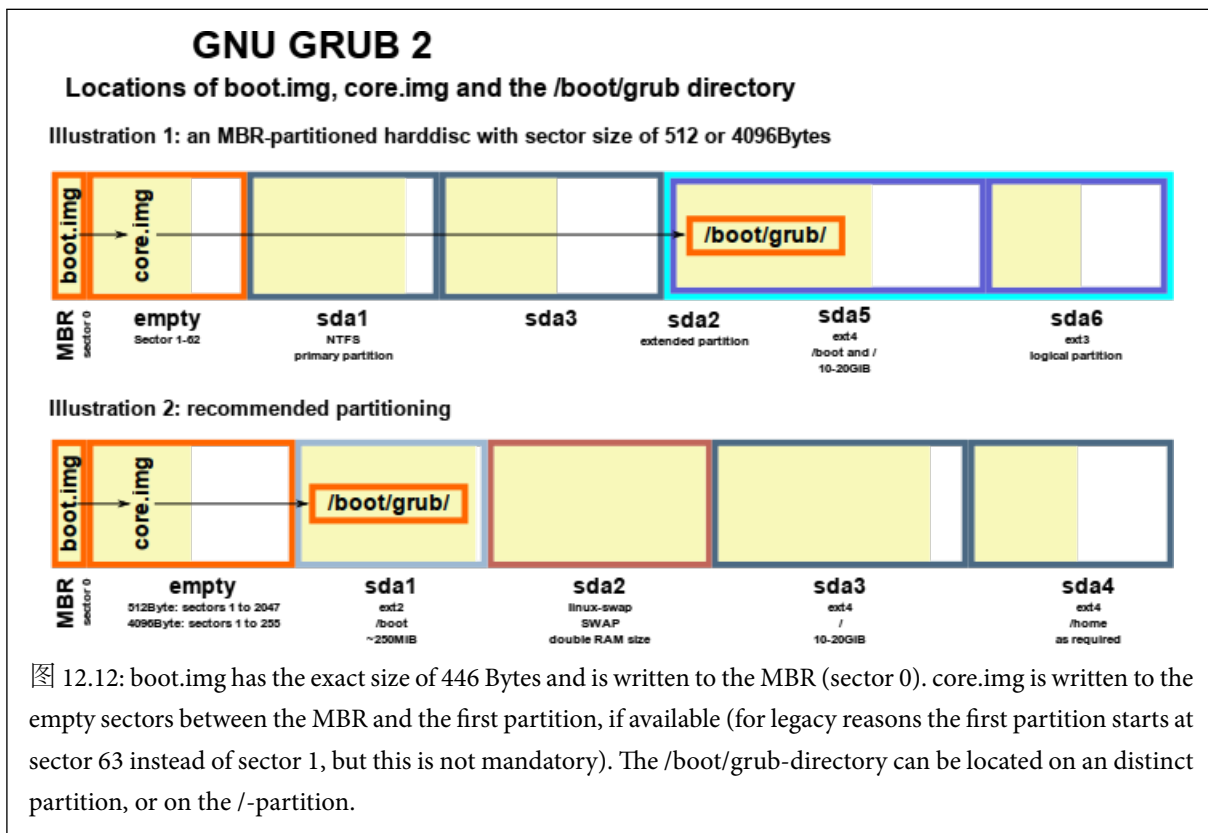 GNU GRUB 2
Locations of boot.img, core.img and the /boot/grub directory
Illustration 1: an MBR-partitioned harddisc with sector size of 512 or 4096Bytes
boot.img
core.img
/boot/grub/
MBR
sector 0
empty
Sector 1-62
sda1
NTFS
primary partition
sda3
sda2
extended partition
sda5
ext4
/boot and /
10-20GIB
sda6
ext3
logical partition
Illustration 2: recommended partitioning
boot.img
core.img
/boot/grub/
MBR
sector 0
empty
512Byte: sectors 1 to 2047
4096Byte: sectors 1 to 255
sda1
ext2
/boot
~250MIB
sda2
linux-swap
SWAP
double RAM size
sda3
ext4
/
10-20GIB
sda4
ext4
/home
as required
图 12.12: boot.img has the exact size of 446 Bytes and is written to the MBR (sector 0). core.img is written to the
empty sectors between the MBR and the first partition, if available (for legacy reasons the first partition starts at
sector 63 instead of sector 1, but this is not mandatory). The /boot/grub-directory can be located on an distinct
partition, or on the /-partition.